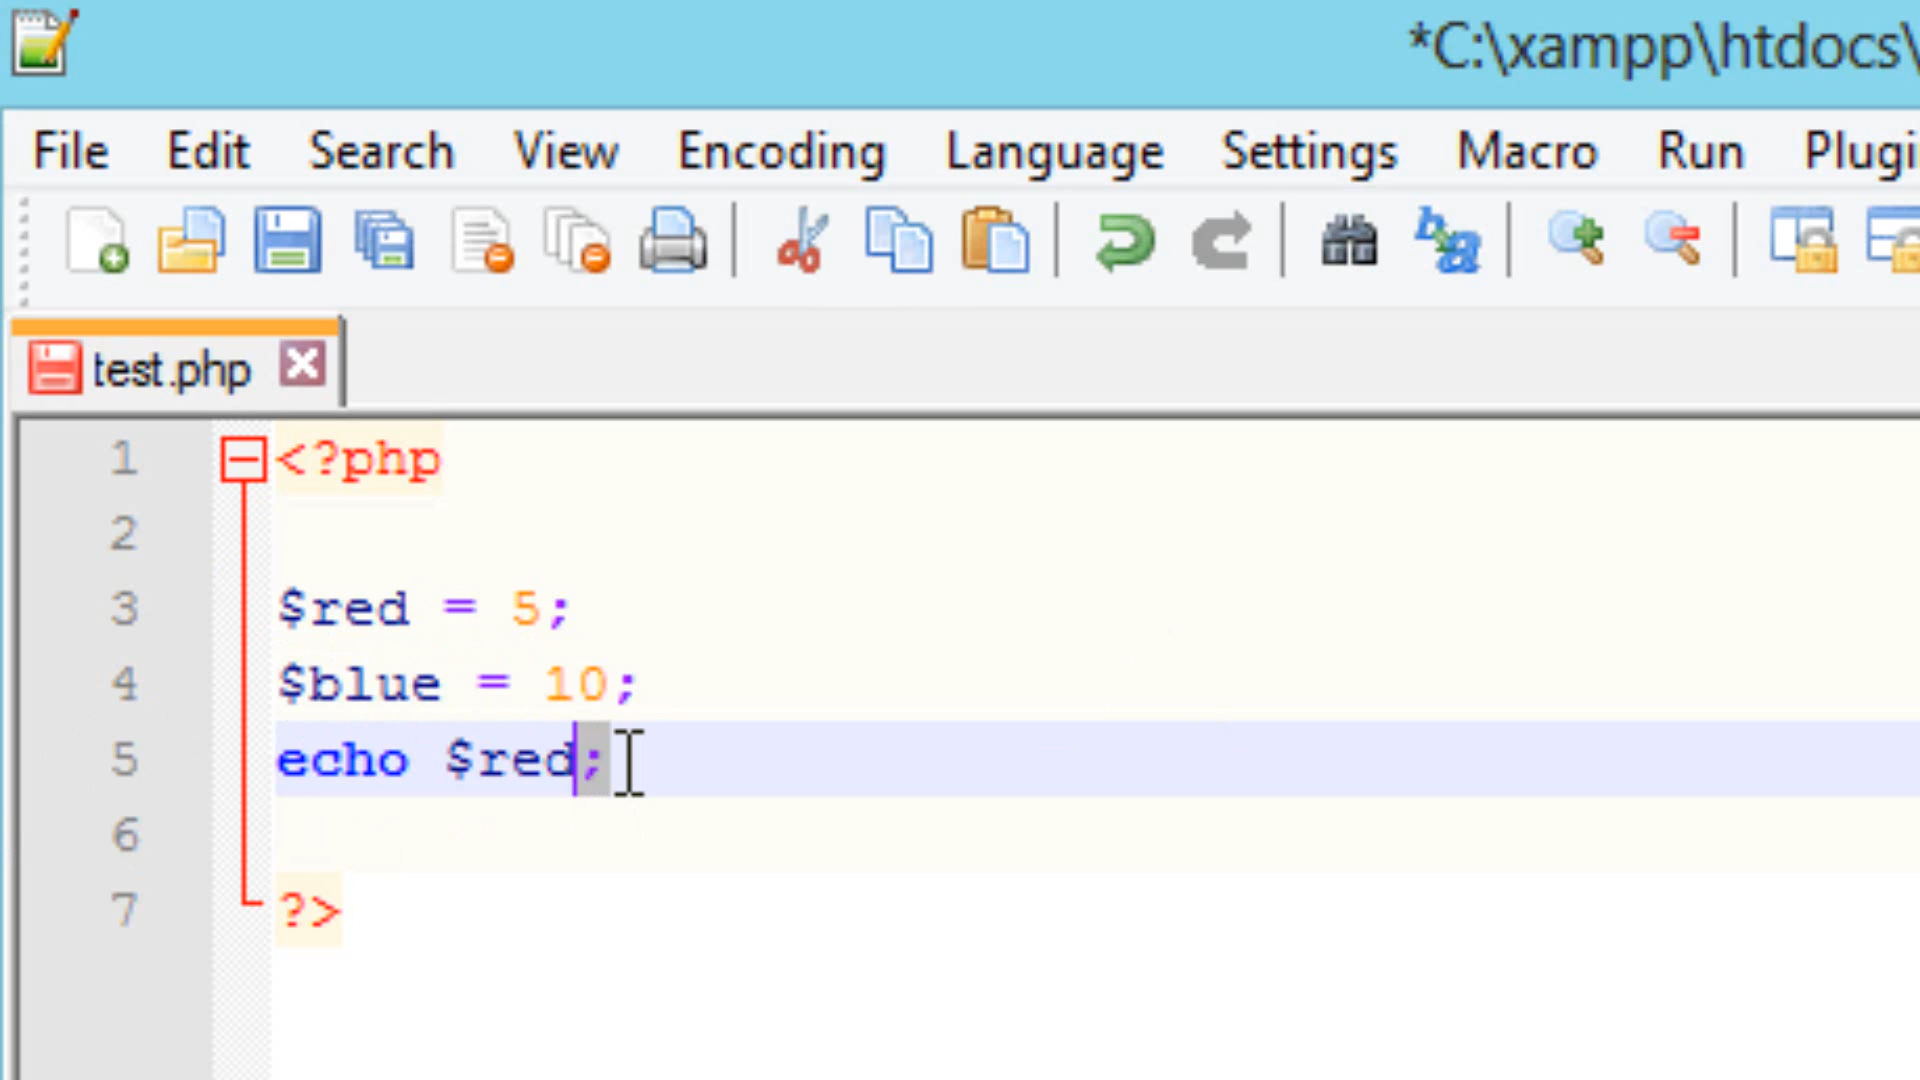 *C:\xampp\htdocs\
File Edit Search View Encoding Language Settings Macro Run Plugi
test.php
1 <?php
2
3 $red = 5;
4 $blue = 10;
5 echo $red;
6
7 ?>